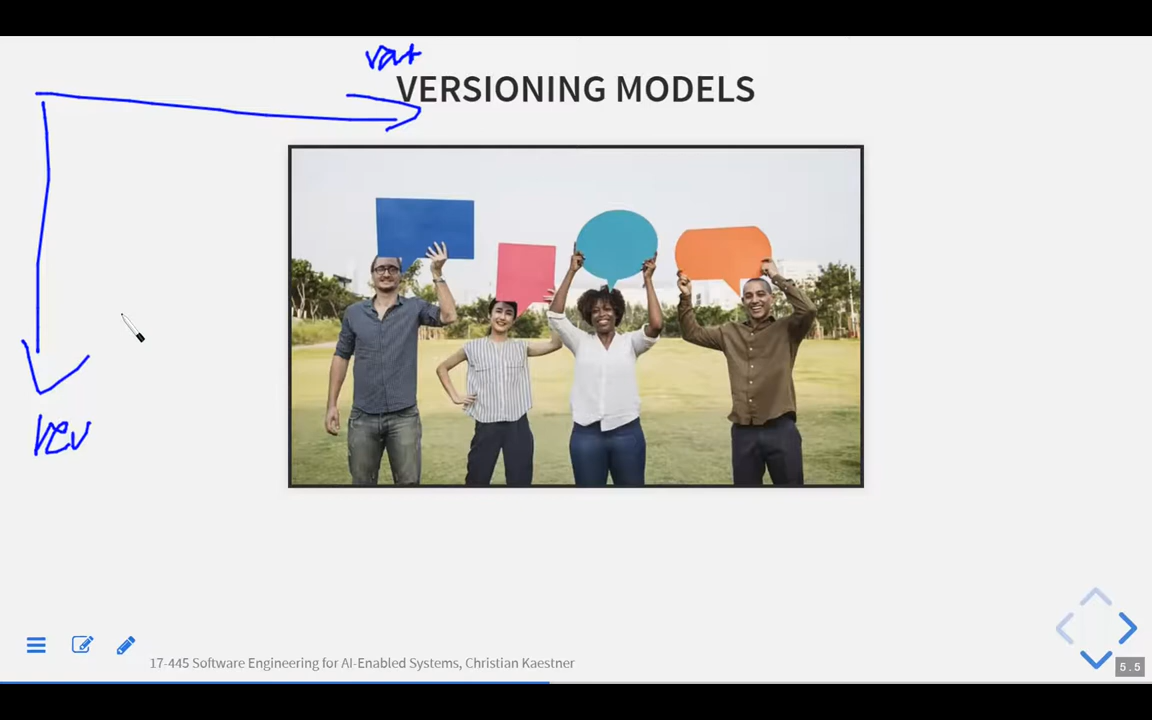 var
VERSIONING MODELS
rev
17-445 Software Engineering for AI-Enabled Systems, Christian Kaestner
5.5